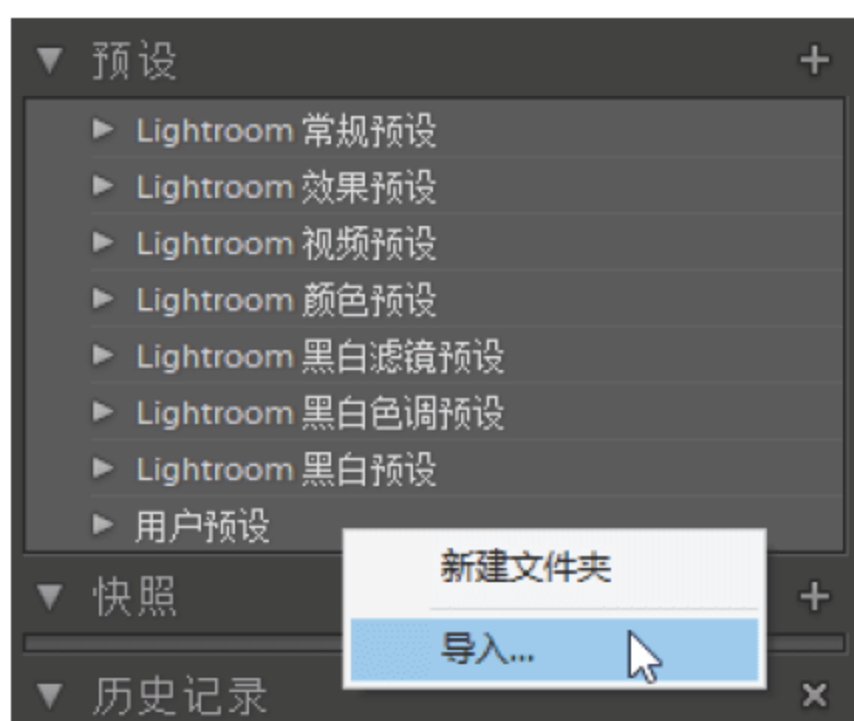 预设
Lightroom 常规预设
Lightroom 效果预设
Lightroom 视频预设
Lightroom 颜色预设
Lightroom 黑白滤镜预设
Lightroom 黑白色调预设
Lightroom 黑白预设
用户预设
新建文件夹
快照
导入...
历史记录